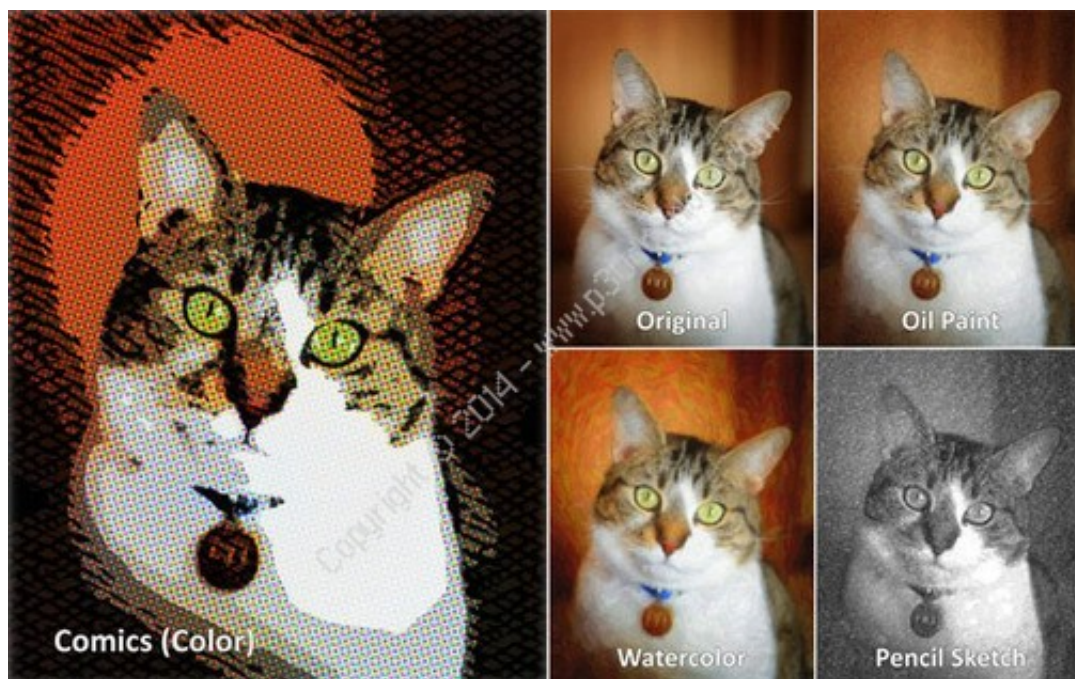 Original
Oil Paint
Copyright © 2014 - www.p3
Comics (Color)
Watercolor
Pencil Sketch